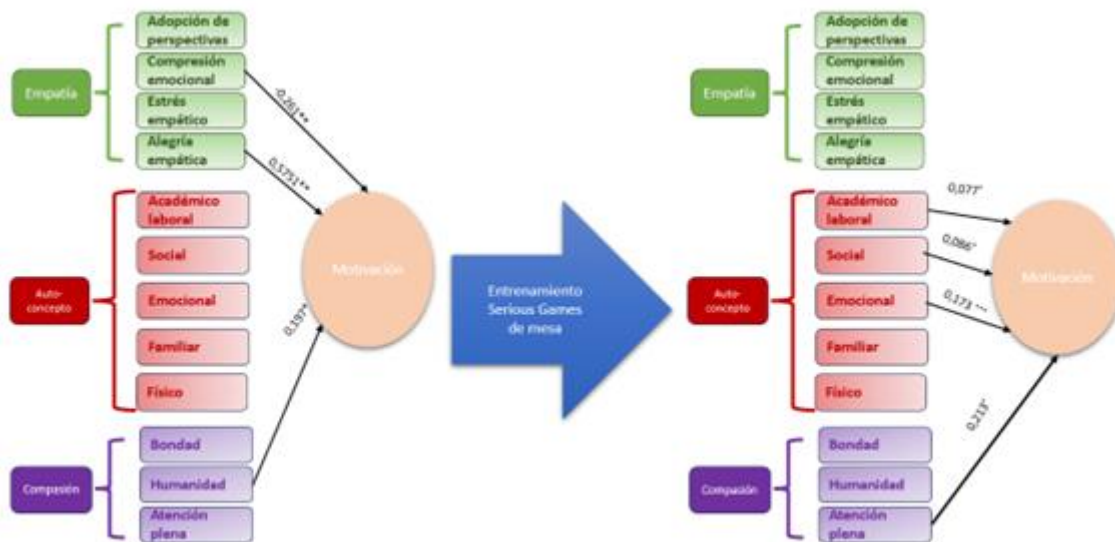 Adopción de
perspectivas
Compresión
emocional
Estrés
empático
Alegría
empática
Empatía
-0,261**
0,5751**
Académico
laboral
Social
Emocional
Familiar
Físico
Auto-
concepto
Motivación
0,197**
Bondad
Humanidad
Atención
plena
Compasión
Entrenamiento
Serious Games
de mesa
Adopción de
perspectivas
Compresión
emocional
Estrés
empático
Alegría
empática
Empatía
Académico
laboral
Social
Emocional
Familiar
Físico
Auto-
concepto
0,077*
0,086*
0,173 ***
Motivación
0,213*
Bondad
Humanidad
Atención
plena
Compasión